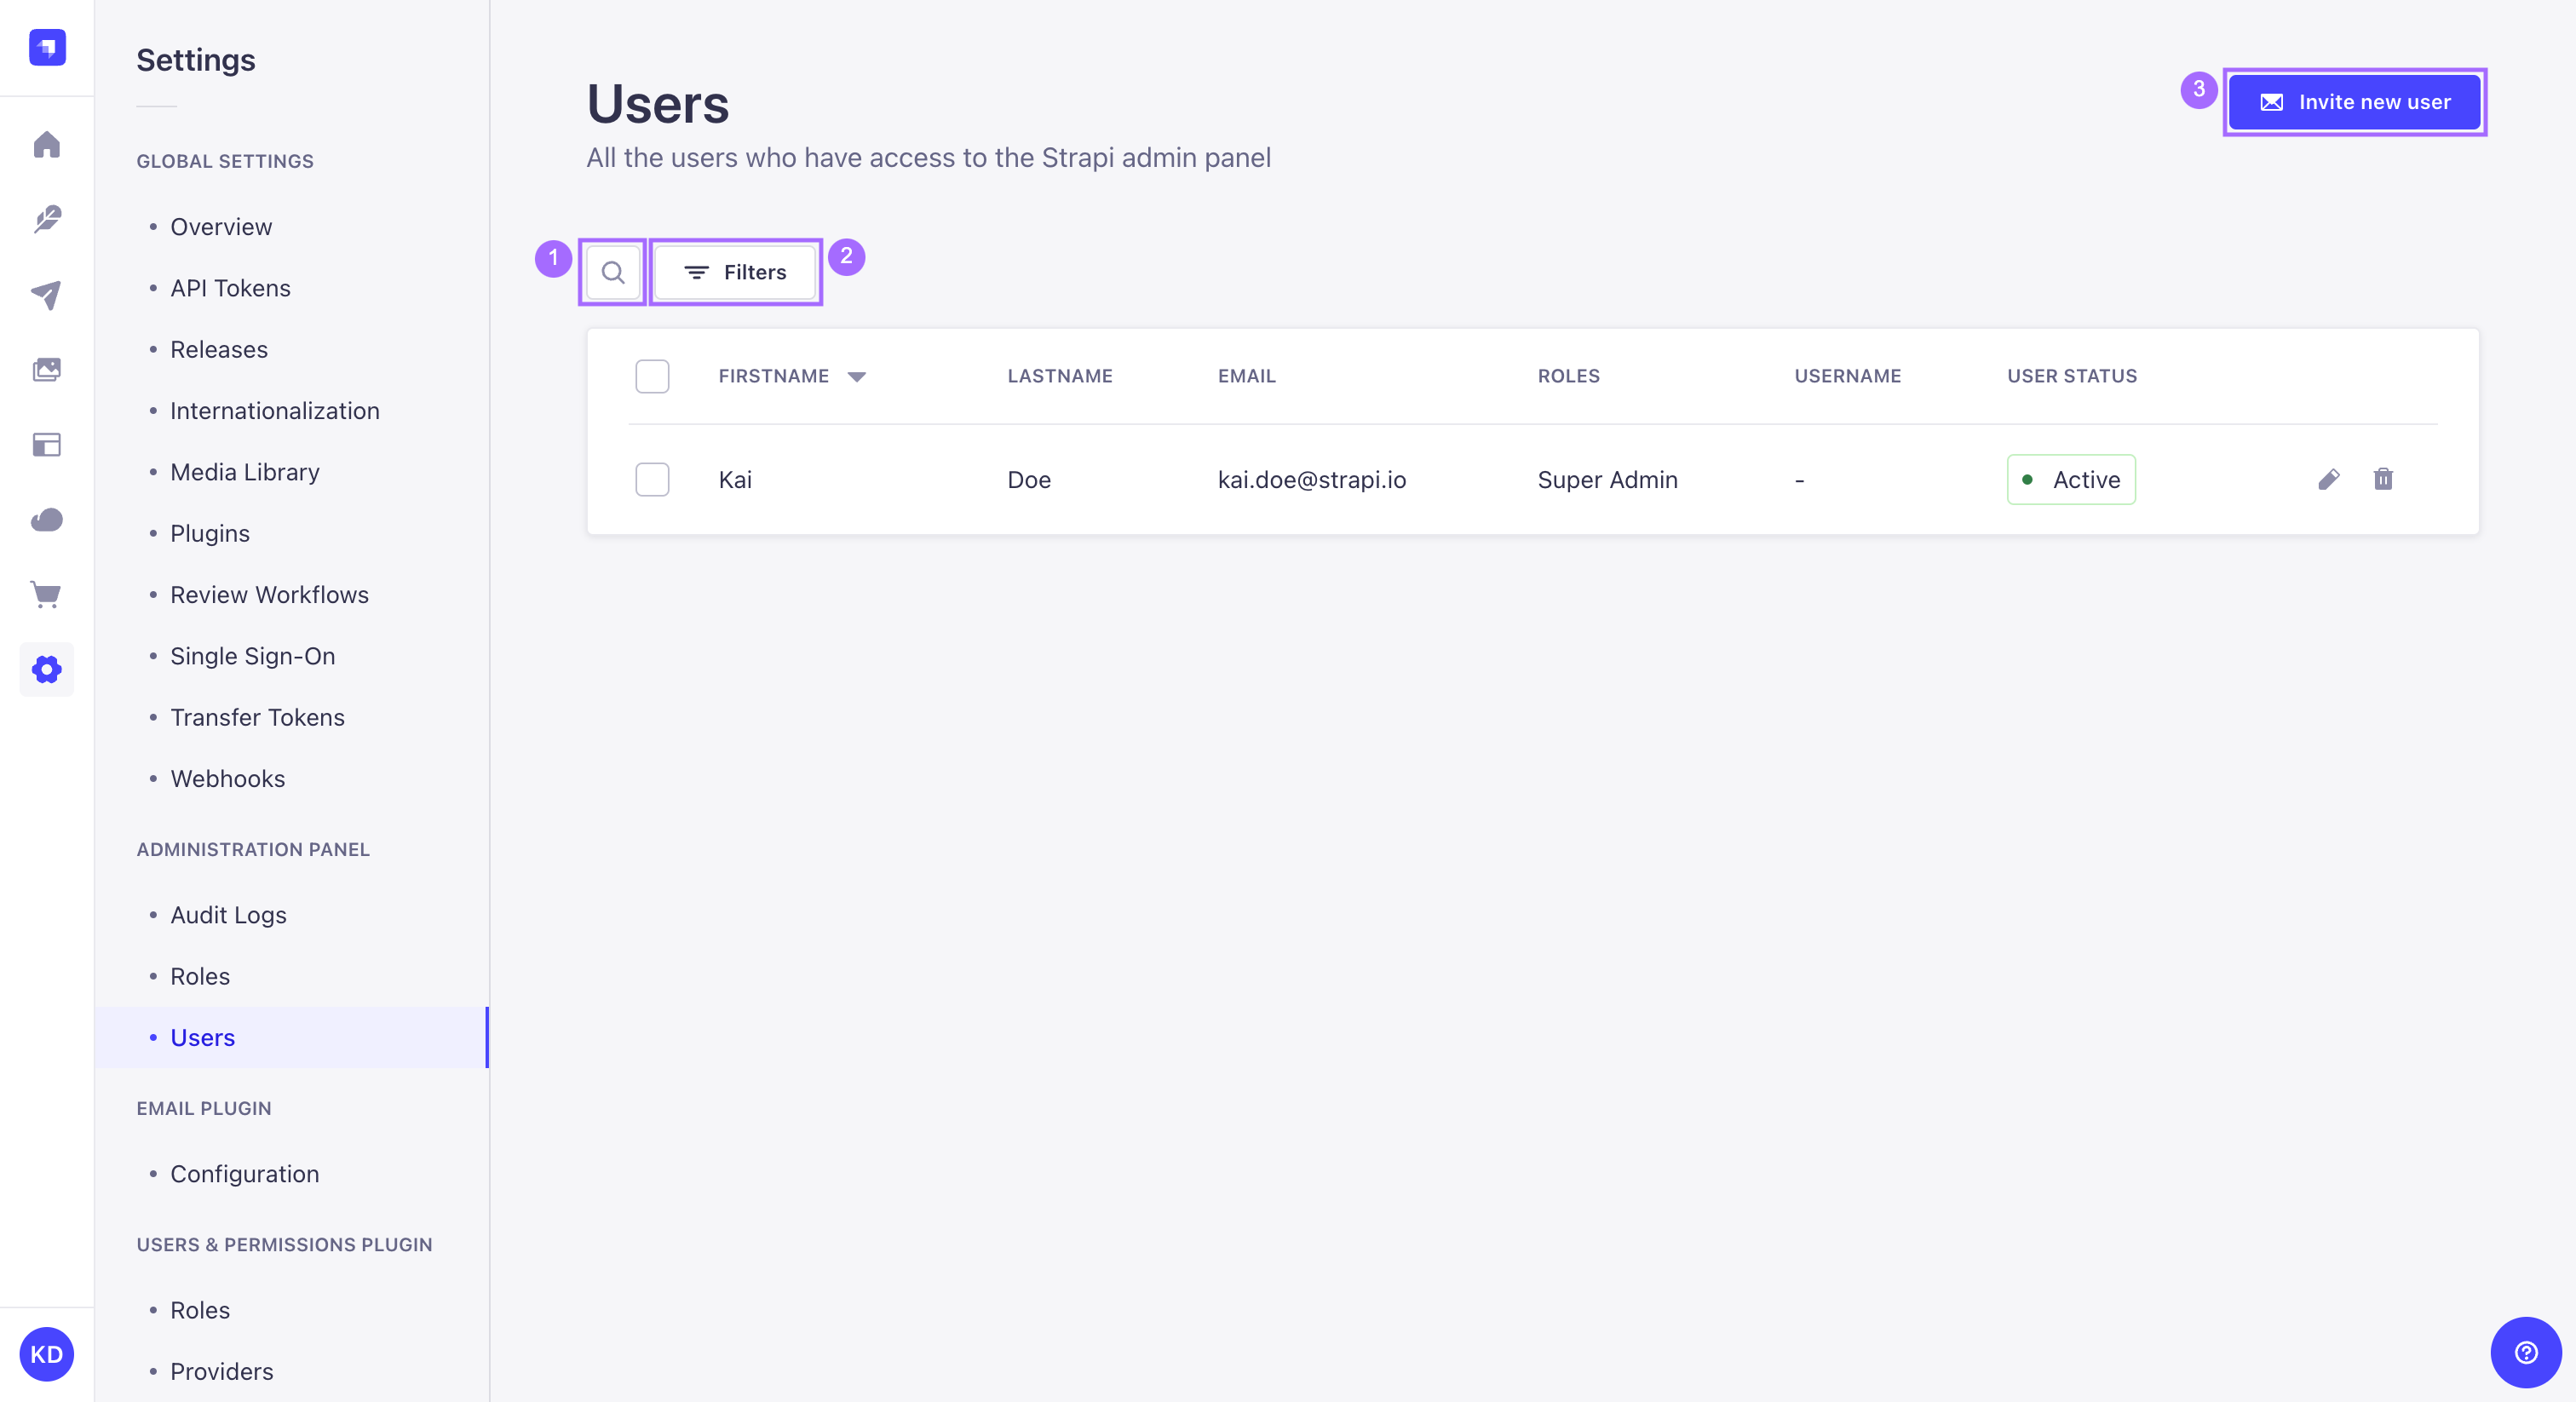 Settings
GLOBAL SETTINGS
Overview
API Tokens
Releases
Internationalization
Media Library
Plugins
Review Workflows
Single Sign-On
Transfer Tokens
Webhooks
ADMINISTRATION PANEL
Audit Logs
Roles
Users
EMAIL PLUGIN
Configuration
USERS & PERMISSIONS PLUGIN
Roles
Providers
KD
Users
All the users who have access to the Strapi admin panel
3
Invite new user
1
Filters
2
FIRSTNAME LASTNAME EMAIL ROLES USERNAME USER STATUS
Kai Doe kai.doe@strapi.io Super Admin - Active